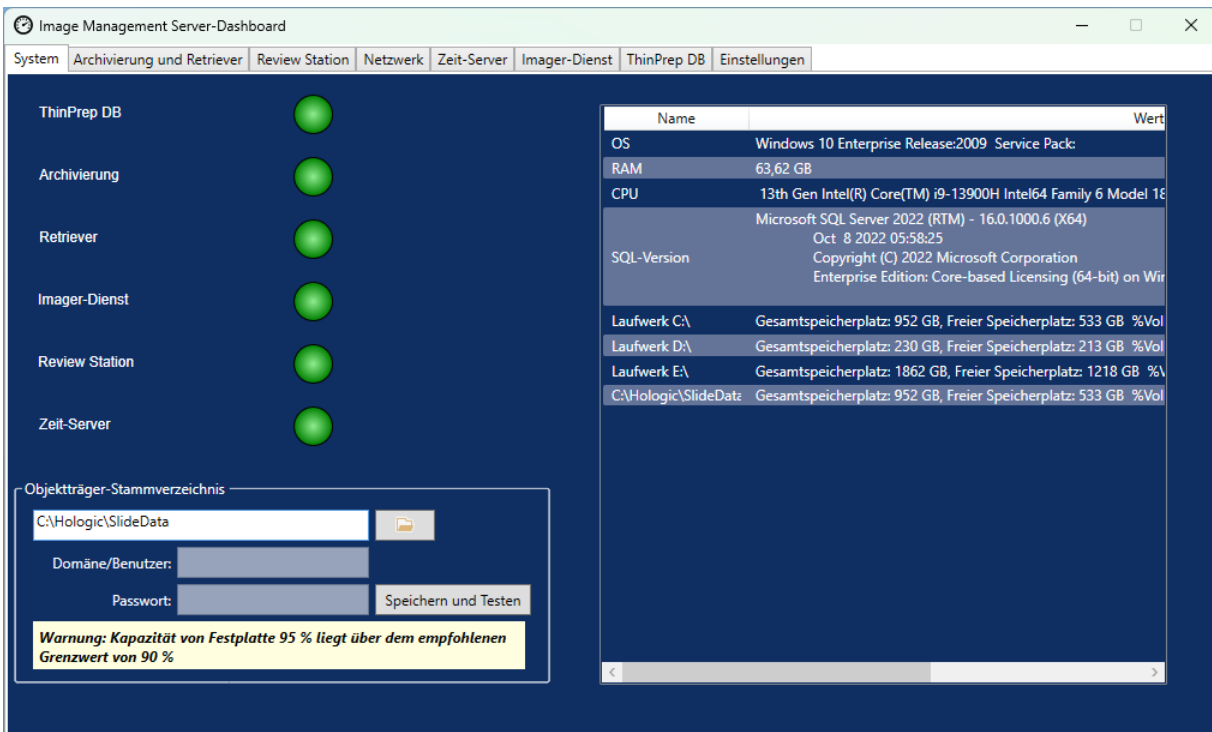 Image Management Server-Dashboard
System Archivierung und Retriever Review Station Netzwerk Zeit-Server Imager-Dienst ThinPrep DB Einstellungen
ThinPrep DB
Archivierung
Retriever
Imager-Dienst
Review Station
Zeit-Server
Objektträger-Stammverzeichnis
C:\Hologic\SlideData
Domäne/Benutzer:
Passwort:
Speichern und Testen
Warnung: Kapazität von Festplatte 95 % liegt über dem empfohlenen
Grenzwert von 90 %
Name Wert
OS Windows 10 Enterprise Release:2009 Service Pack:
RAM 63,62 GB
CPU 13th Gen Intel(R) Core(TM) i9-13900H Intel64 Family 6 Model 18
SQL-Version
Microsoft SQL Server 2022 (RTM) - 16.0.1000.6 (X64)
Oct 8 2022 05:58:25
Copyright (C) 2022 Microsoft Corporation
Enterprise Edition: Core-based Licensing (64-bit) on Wir
Laufwerk C:\ Gesamtspeicherplatz: 952 GB, Freier Speicherplatz: 533 GB %Vol
Laufwerk D:\ Gesamtspeicherplatz: 230 GB, Freier Speicherplatz: 213 GB %Vol
Laufwerk E:\ Gesamtspeicherplatz: 1862 GB, Freier Speicherplatz: 1218 GB %V
C:\Hologic\SlideData Gesamtspeicherplatz: 952 GB, Freier Speicherplatz: 533 GB %Vol